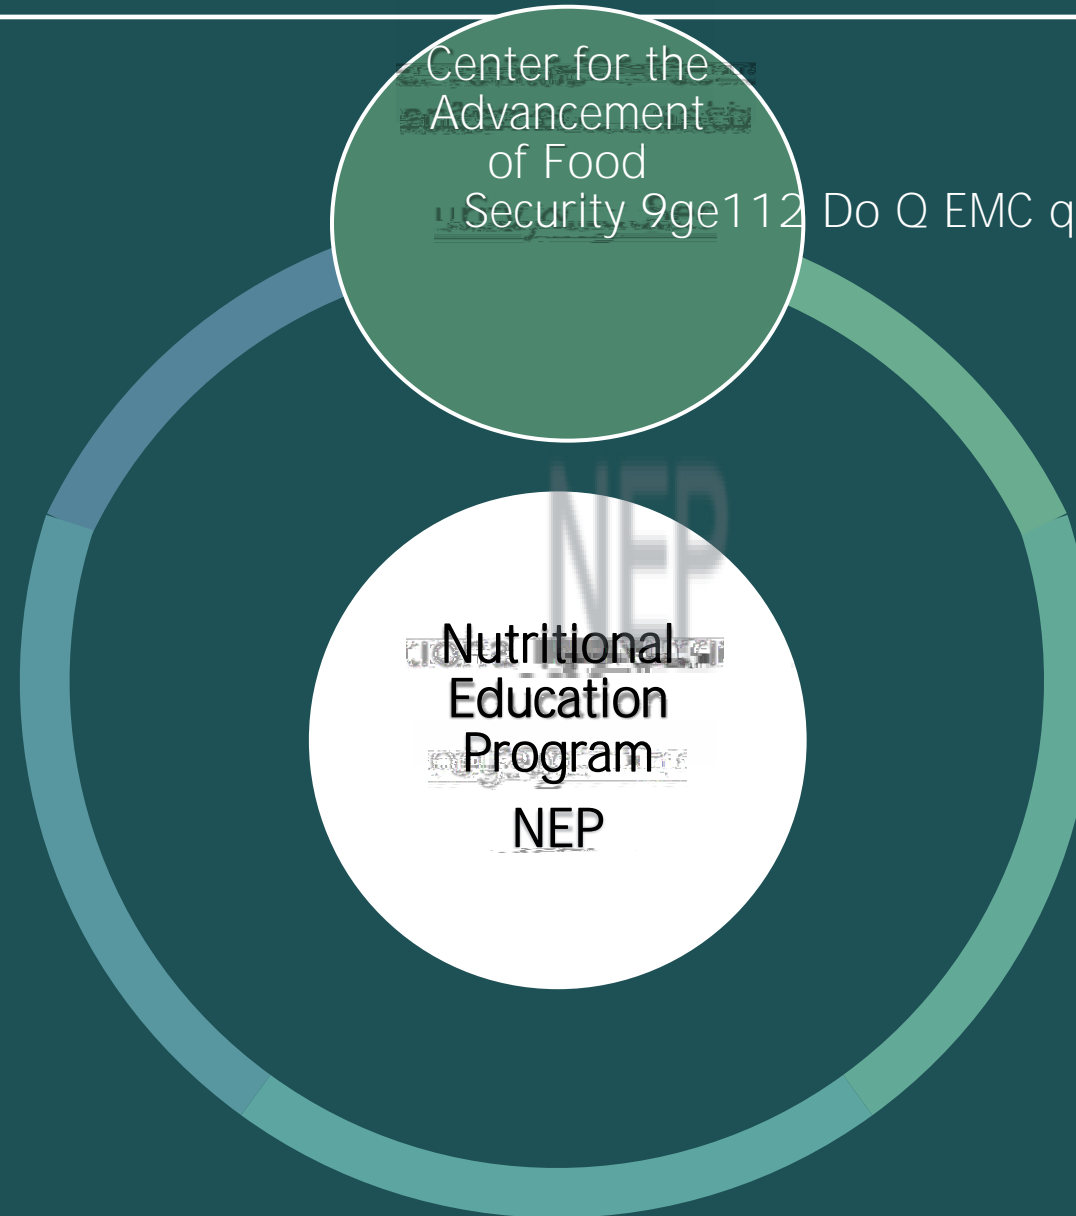 Center for the
Advancement
of Food
Security 9ge112 Do Q EMC q
NEP
Nutritional
Education
Program
NEP